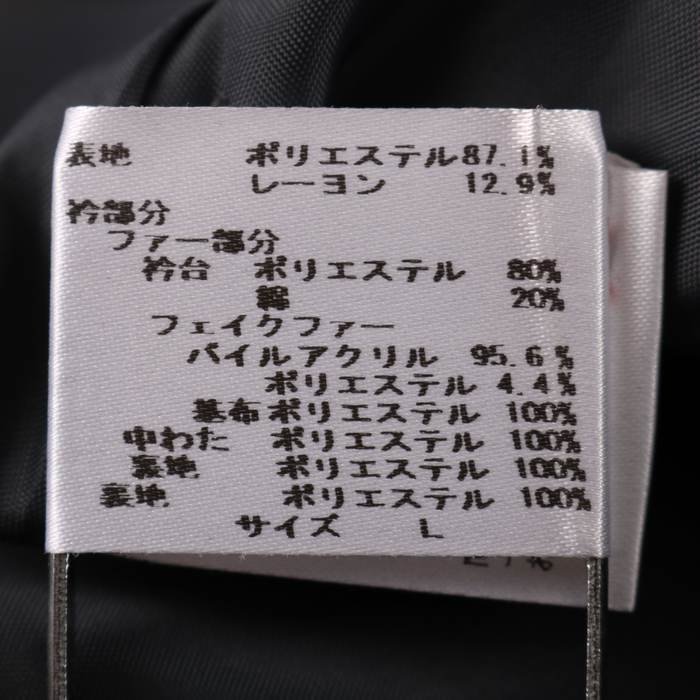 表地 ポリエステル 87.1%
レーヨン 12.9%
衿部分
ファー部分
衿台 ポリエステル 80%
綿 20%
フェイクファー
パイルアクリル 95.6%
ポリエステル 4.4%
基布 ポリエステル 100%
中わた ポリエステル 100%
裏地 ポリエステル 100%
裏地 ポリエステル 100%
サイズ L